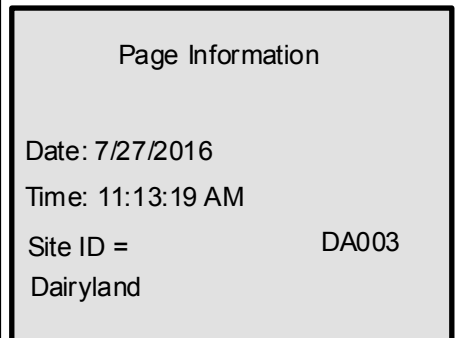 Page Information
Date: 7/27/2016
Time: 11:13:19 AM
Site ID = DA003
Dairyland